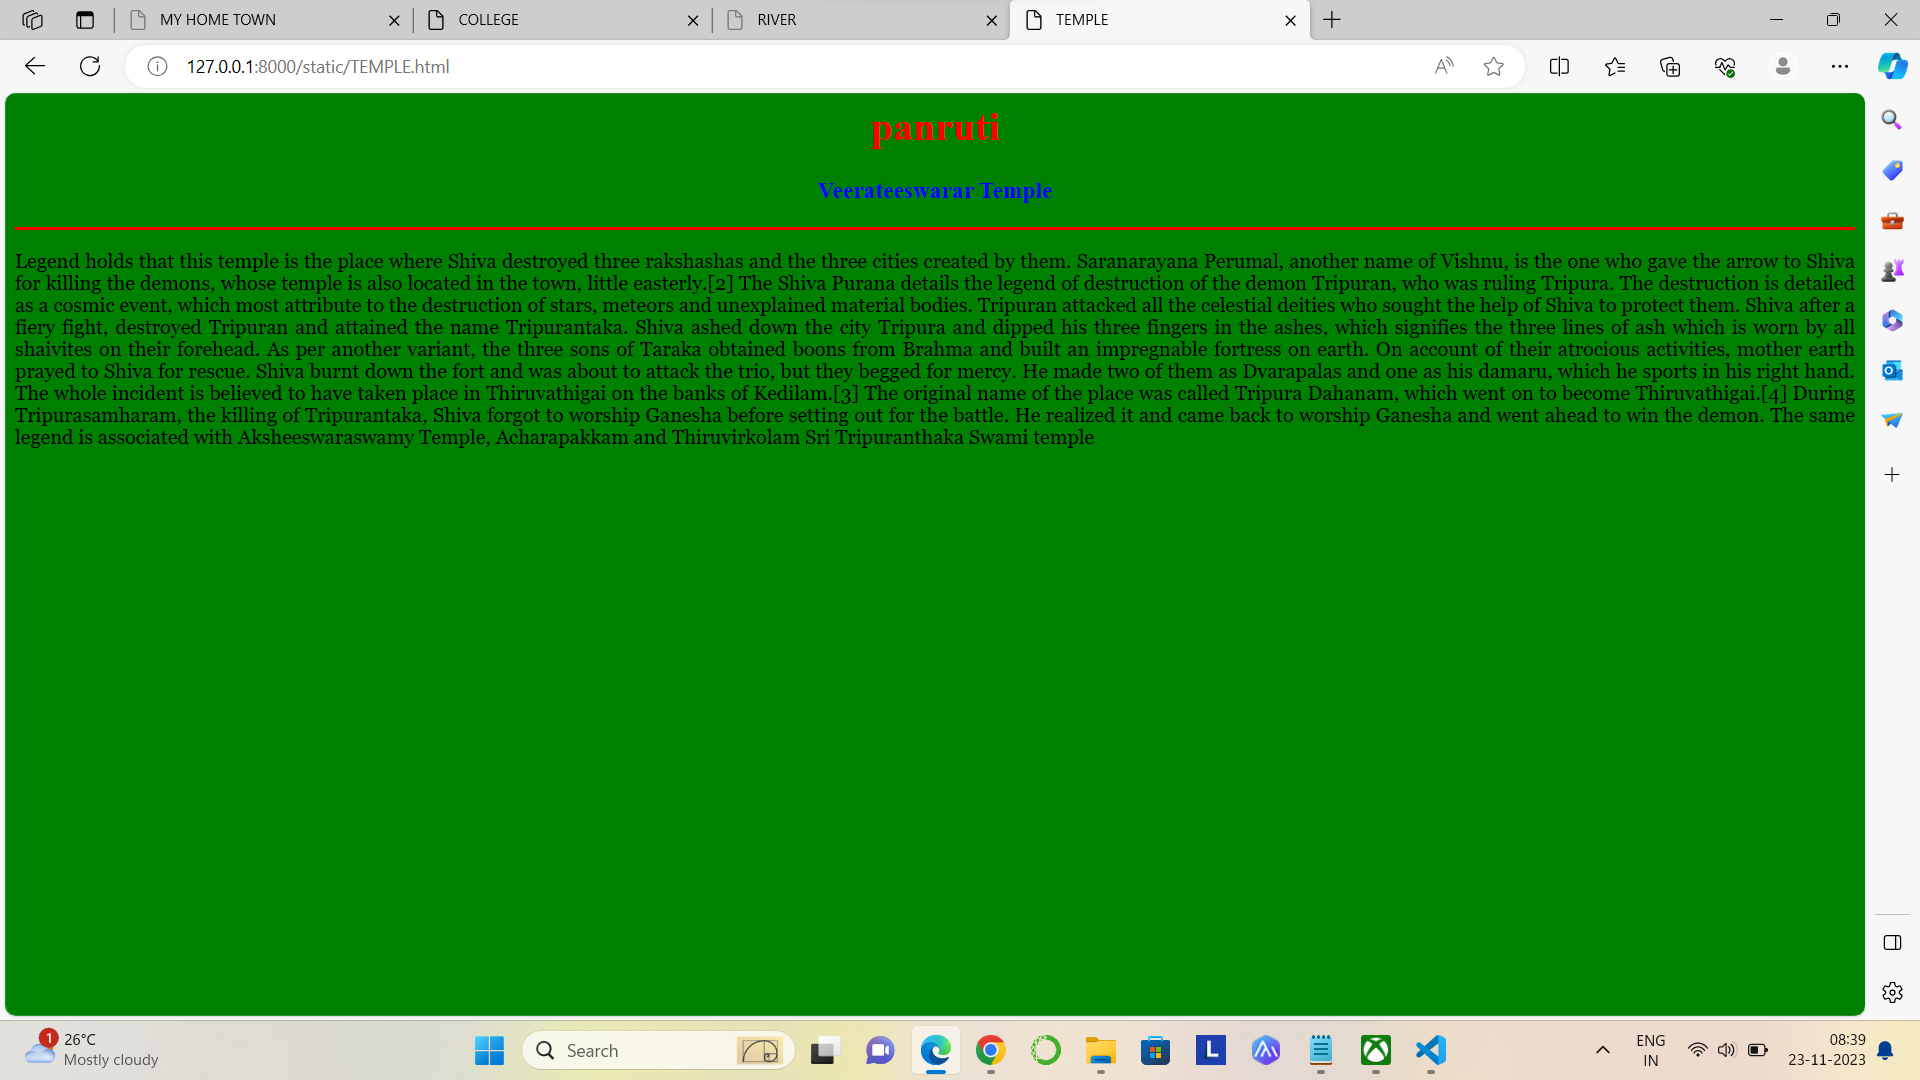 MY HOME TOWN
COLLEGE
RIVER
TEMPLE
127.0.0.1:8000/static/TEMPLE.html
panruti
Veerateeswarar Temple
Legend holds that this temple is the place where Shiva destroyed three rakshashas and the three cities created by them. Saranarayana Perumal, another name of Vishnu, is the one who gave the arrow to Shiva
for killing the demons, whose temple is also located in the town, little easterly.[2] The Shiva Purana details the legend of destruction of the demon Tripuran, who was ruling Tripura. The destruction is detailed
as a cosmic event, which most attribute to the destruction of stars, meteors and unexplained material bodies. Tripuran attacked all the celestial deities who sought the help of Shiva to protect them. Shiva after a
fiery fight, destroyed Tripuran and attained the name Tripurantaka. Shiva ashed down the city Tripura and dipped his three fingers in the ashes, which signifies the three lines of ash which is worn by all
shaivites on their forehead. As per another variant, the three sons of Taraka obtained boons from Brahma and built an impregnable fortress on earth. On account of their atrocious activities, mother earth
prayed to Shiva for rescue. Shiva burnt down the fort and was about to attack the trio, but they begged for mercy. He made two of them as Dvarapalas and one as his damaru, which he sports in his right hand.
The whole incident is believed to have taken place in Thiruvathigai on the banks of Kedilam.[3] The original name of the place was called Tripura Dahanam, which went on to become Thiruvathigai.[4] During
Tripurasamharam, the killing of Tripurantaka, Shiva forgot to worship Ganesha before setting out for the battle. He realized it and came back to worship Ganesha and went ahead to win the demon. The same
legend is associated with Aksheeswaraswamy Temple, Acharapakkam and Thiruvirkolam Sri Tripuranthaka Swami temple
1
26°C
Mostly cloudy
Search
L
ENG
IN
08:39
23-11-2023